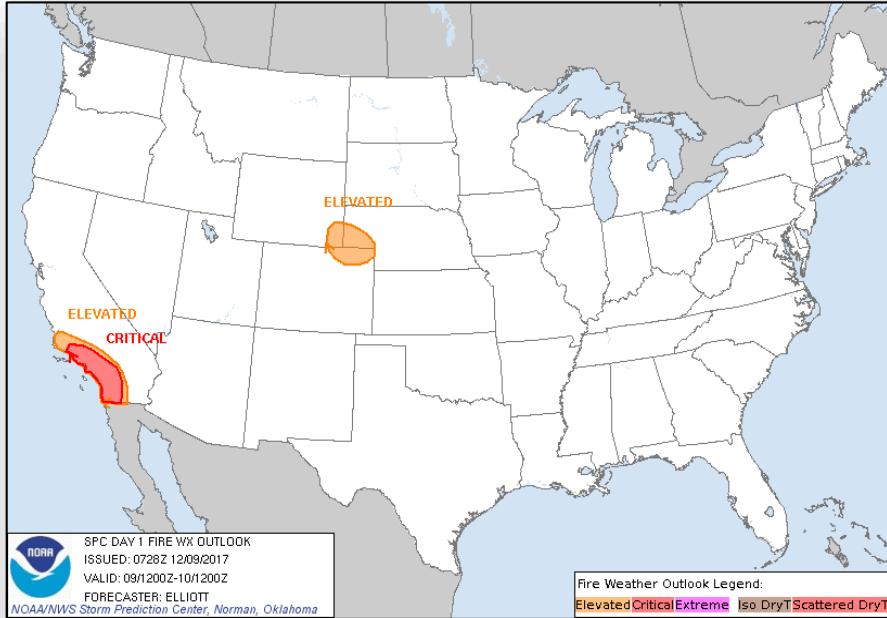 ELEVATED
ELEVATED
CRITICAL
noaa
SPC DAY 1 FIRE WX OUTLOOK
ISSUED: 0728Z 12/09/2017
VALID: 09/1200Z-10/1200Z
FORECASTER: ELLIOTT
NOAA/NWS Storm Prediction Center, Norman, Oklahoma
Fire Weather Outlook Legend:
Elevated Critical Extreme Iso DryT Scattered DryT